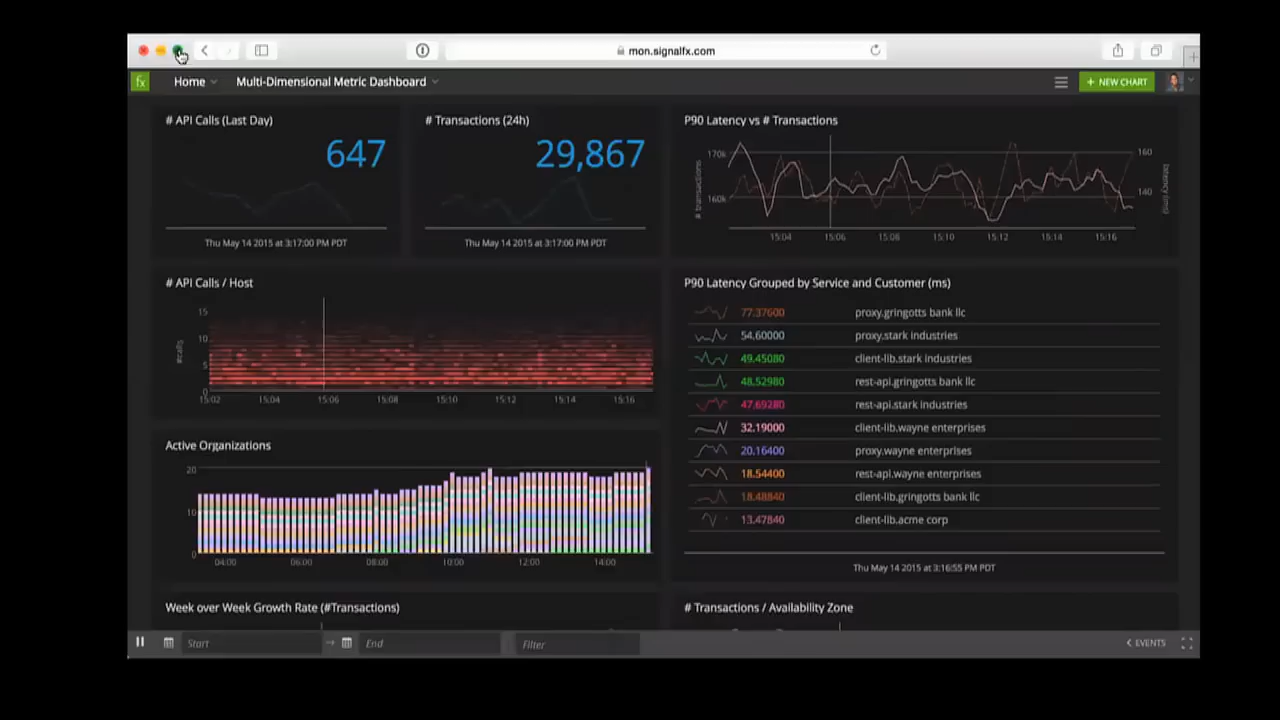 mon.signalfx.com
fx Home Multi-Dimensional Metric Dashboard + NEW CHART
# API Calls (Last Day)
647
Thu May 14 2015 at 3:17:00 PM PDT
# Transactions (24h)
29,867
Thu May 14 2015 at 3:17:00 PM PDT
P90 Latency vs # Transactions
170k 160
160k 140
# transactions
latency (ms)
15:04 15:06 15:08 15:10 15:12 15:14 15:16
# API Calls / Host
15
10
5
0
#calls
15:02 15:04 15:06 15:08 15:10 15:12 15:14 15:16
P90 Latency Grouped by Service and Customer (ms)
77.37600 proxy.gringotts bank llc
54.60000 proxy.stark industries
49.45080 client-lib.stark industries
48.52980 rest-api.gringotts bank llc
47.69280 rest-api.stark industries
32.19000 client-lib.wayne enterprises
20.16400 proxy.wayne enterprises
18.54400 rest-api.wayne enterprises
18.48840 client-lib.gringotts bank llc
13.47840 client-lib.acme corp
Thu May 14 2015 at 3:16:55 PM PDT
Active Organizations
20
10
0
04:00 06:00 08:00 10:00 12:00 14:00
Week over Week Growth Rate (#Transactions)
# Transactions / Availability Zone
Start → End Filter EVENTS